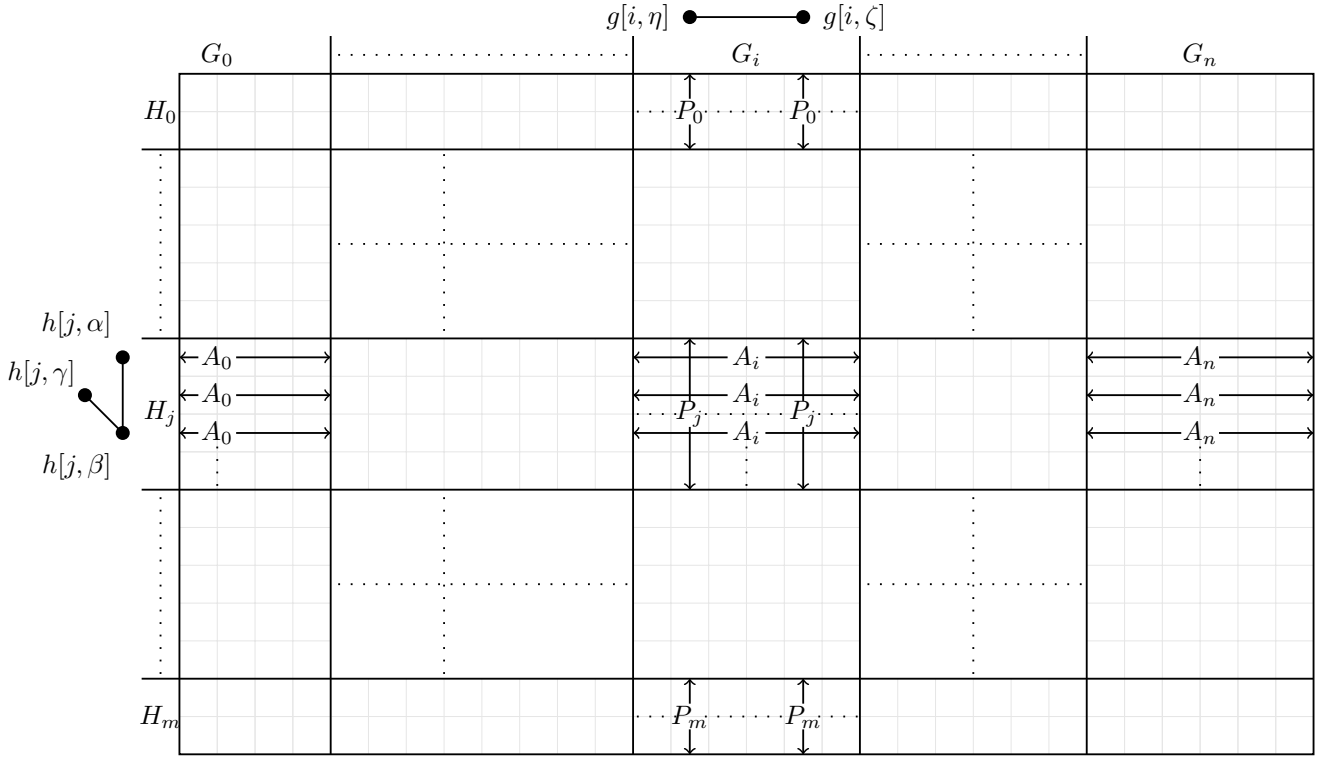 g[i, η] g[i, ζ]
G_0 G_i G_n
H_0 P_0 P_0
h[j, α]
A_0 A_i A_n
h[j, γ]
A_0 A_i A_n
H_j P_j P_j
A_0 A_i A_n
h[j, β]
H_m P_m P_m